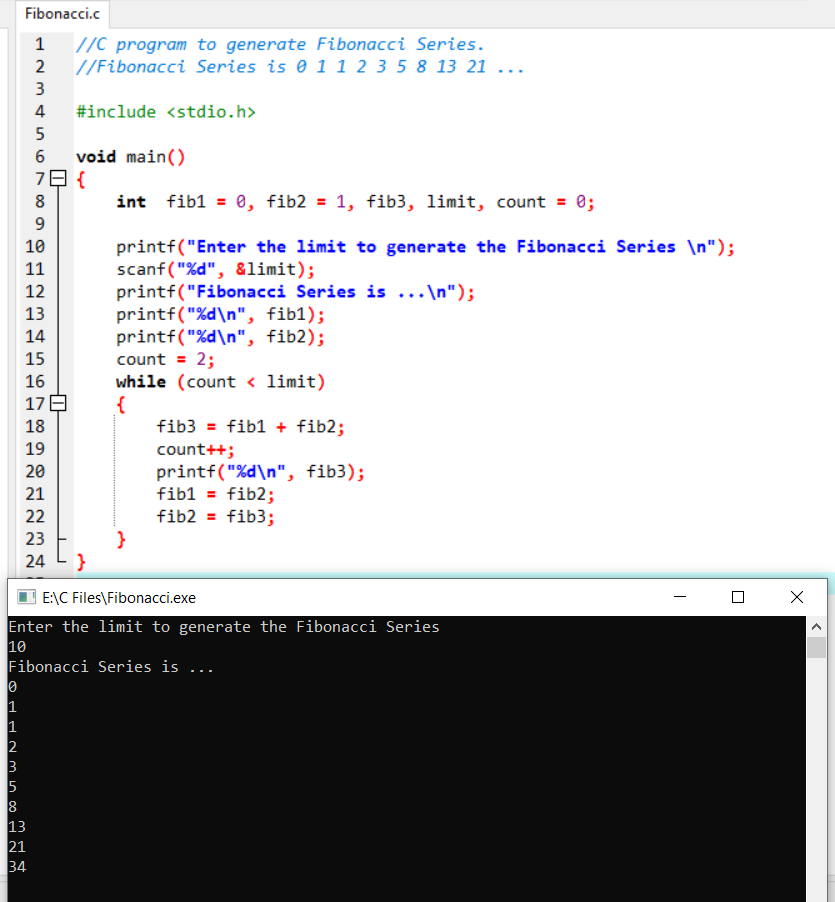 Fibonacci.c
1 //C program to generate Fibonacci Series.
2 //Fibonacci Series is 0 1 1 2 3 5 8 13 21 ...
3
4 #include <stdio.h>
5
6 void main()
7 {
8 int  fib1 = 0, fib2 = 1, fib3, limit, count = 0;
9
10 printf("Enter the limit to generate the Fibonacci Series \n");
11 scanf("%d", &limit);
12 printf("Fibonacci Series is ...\n");
13 printf("%d\n", fib1);
14 printf("%d\n", fib2);
15 count = 2;
16 while (count < limit)
17 {
18 fib3 = fib1 + fib2;
19 count++;
20 printf("%d\n", fib3);
21 fib1 = fib2;
22 fib2 = fib3;
23 }
24 }
E:\C Files\Fibonacci.exe
Enter the limit to generate the Fibonacci Series
10
Fibonacci Series is ...
0
1
1
2
3
5
8
13
21
34